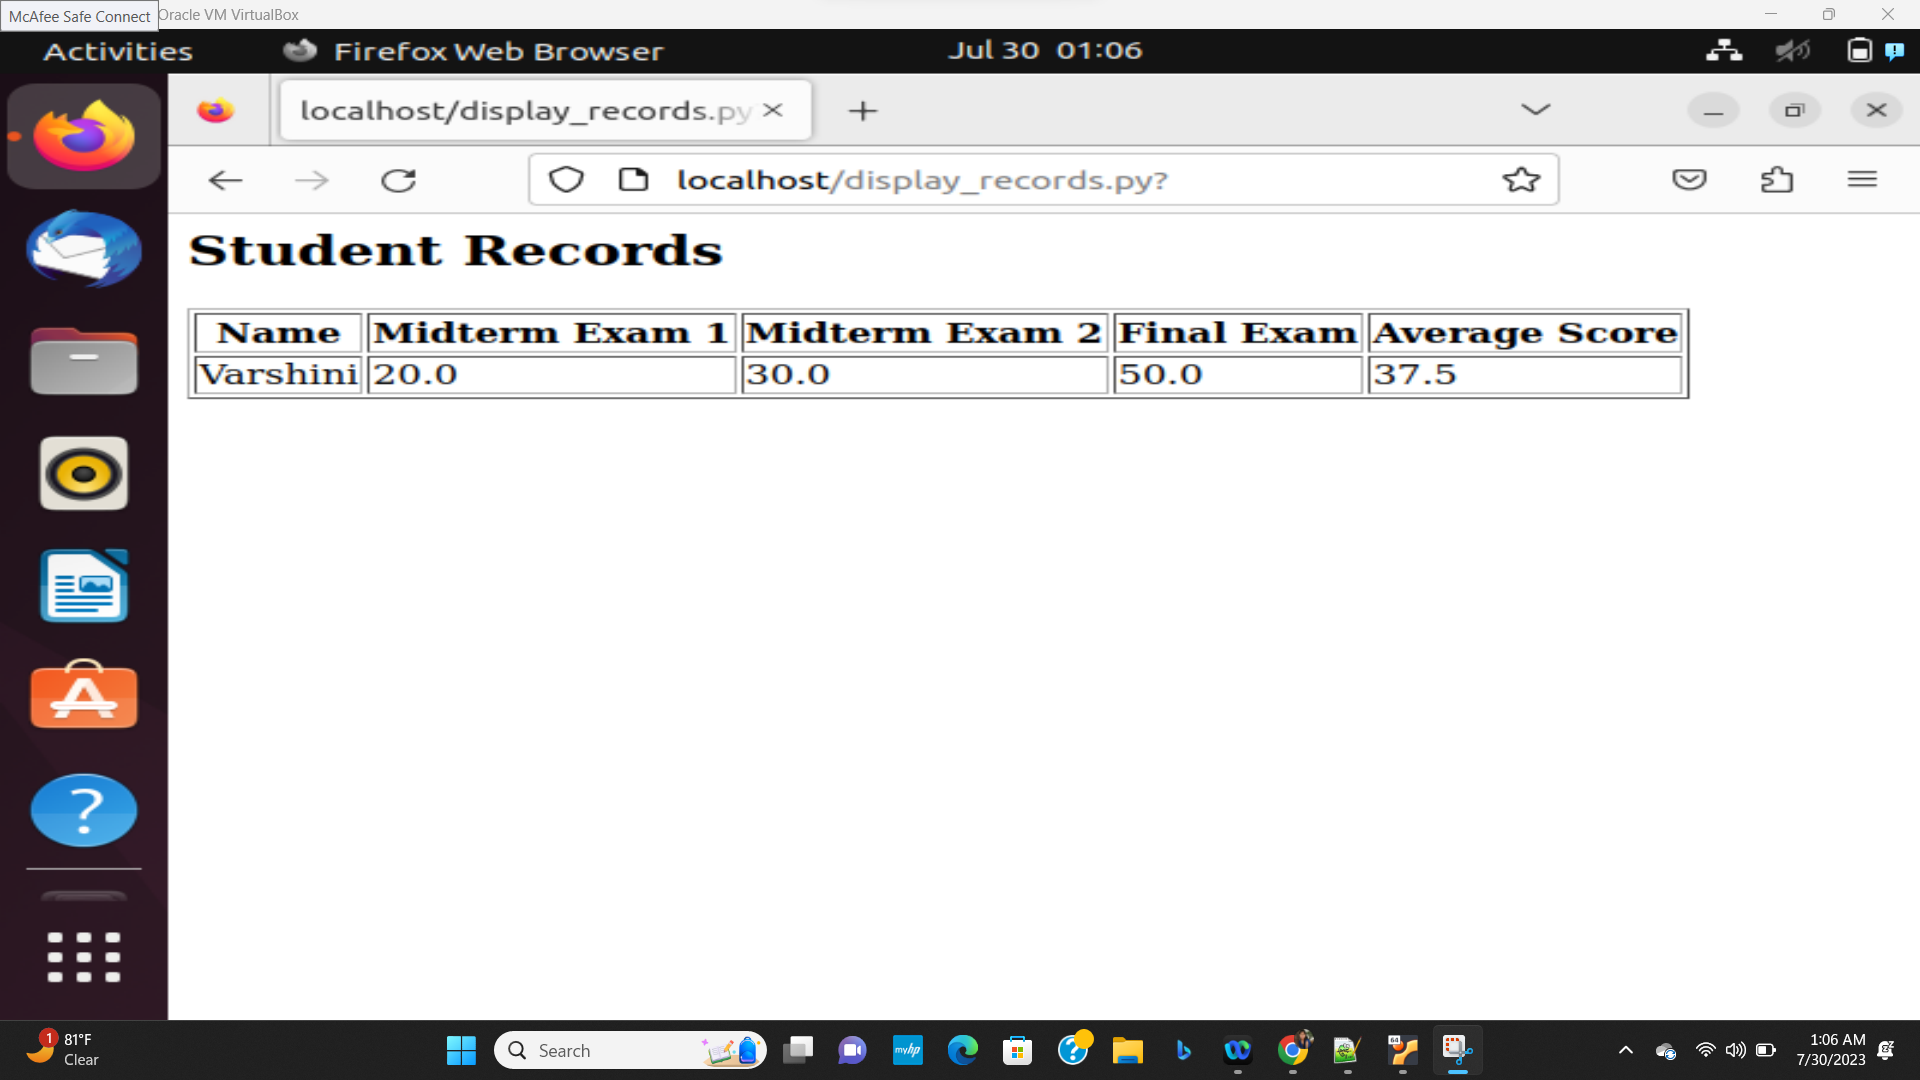 McAfee Safe Connect
Oracle VM VirtualBox
Activities Firefox Web Browser Jul 30 01:06
localhost/display_records.py
localhost/display_records.py?
Student Records
Name Midterm Exam 1 Midterm Exam 2 Final Exam Average Score
Varshini 20.0 30.0 50.0 37.5
1 81°F
Clear
Search
myhp
64
1:06 AM
7/30/2023